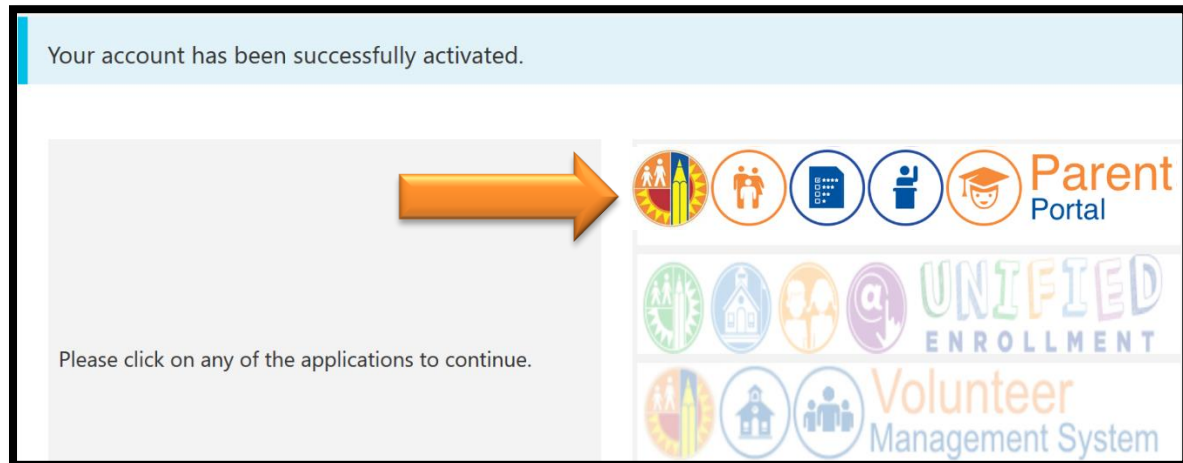 Your account has been successfully activated.
Please click on any of the applications to continue.
Parent
Portal
UNIFIED
ENROLLMENT
Volunteer
Management System